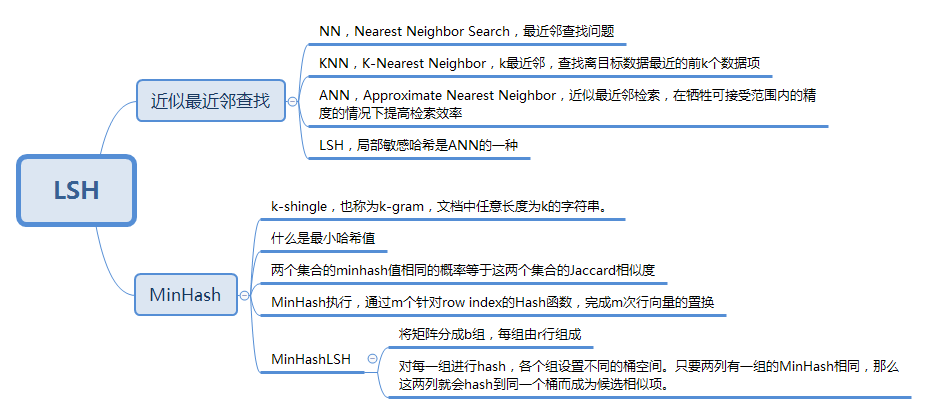 LSH
近似最近邻查找
NN，Nearest Neighbor Search，最近邻查找问题
KNN，K-Nearest Neighbor，k最近邻，查找离目标数据最近的前k个数据项
ANN，Approximate Nearest Neighbor，近似最近邻检索，在牺牲可接受范围内的精
度的情况下提高检索效率
LSH，局部敏感哈希是ANN的一种
MinHash
k-shingle，也称为k-gram，文档中任意长度为k的字符串。
什么是最小哈希值
两个集合的minhash值相同的概率等于这两个集合的Jaccard相似度
MinHash执行，通过m个针对row index的Hash函数，完成m次行向量的置换
MinHashLSH
将矩阵分成b组，每组由r行组成
对每一组进行hash，各个组设置不同的桶空间。只要两列有一组的MinHash相同，那么
这两列就会hash到同一个桶而成为候选相似项。